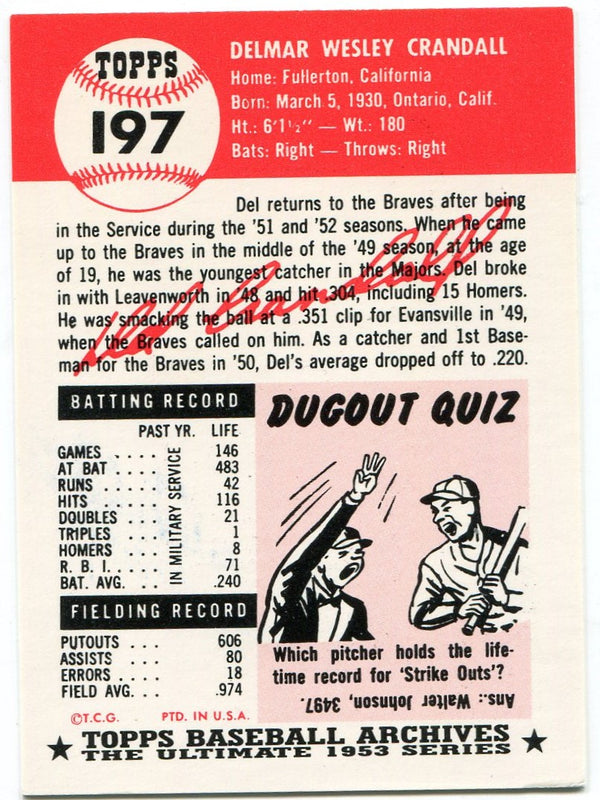 TOPPS
197
DELMAR WESLEY CRANDALL
Home: Fullerton, California
Born: March 5, 1930, Ontario, Calif.
Ht.: 6'1½" — Wt.: 180
Bats: Right — Throws: Right
Del returns to the Braves after being
in the Service during the '51 and '52 seasons. When he came
up to the Braves in the middle of the '49 season, at the age
of 19, he was the youngest catcher in the Majors. Del broke
in with Leavenworth in '48 and hit .304, including 15 Homers.
He was smacking the ball at a .351 clip for Evansville in '49,
when the Braves called on him. As a catcher and 1st Base-
man for the Braves in '50, Del's average dropped off to .220.
Del Crandall
BATTING RECORD
PAST YR. LIFE
GAMES .... 146
AT BAT .... 483
RUNS .... 42
HITS .... 116
DOUBLES .. 21
TRIPLES .. 1
HOMERS .. 8
R. B. I. ... 71
BAT. AVG. .. .240
IN MILITARY SERVICE
FIELDING RECORD
PUTOUTS ... 606
ASSISTS ... 80
ERRORS .... 18
FIELD AVG. ... .974
©T.C.G. PTD. IN U.S.A.
DUGOUT QUIZ
Which pitcher holds the life-
time record for 'Strike Outs'?
Ans.: Walter Johnson, 3497.
★ TOPPS BASEBALL ARCHIVES ★
THE ULTIMATE 1953 SERIES